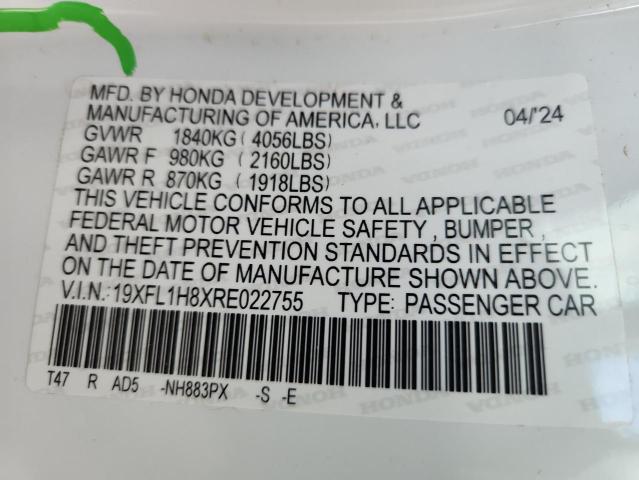 MFD. BY HONDA DEVELOPMENT &
MANUFACTURING OF AMERICA, LLC 04/'24
GVWR 1840KG ( 4056LBS)
GAWR F 980KG ( 2160LBS)
GAWR R 870KG ( 1918LBS)
THIS VEHICLE CONFORMS TO ALL APPLICABLE
FEDERAL MOTOR VEHICLE SAFETY , BUMPER ,
AND THEFT PREVENTION STANDARDS IN EFFECT
ON THE DATE OF MANUFACTURE SHOWN ABOVE.
V.I.N.:19XFL1H8XRE022755 TYPE: PASSENGER CAR
T47 R AD5 -NH883PX -S -E